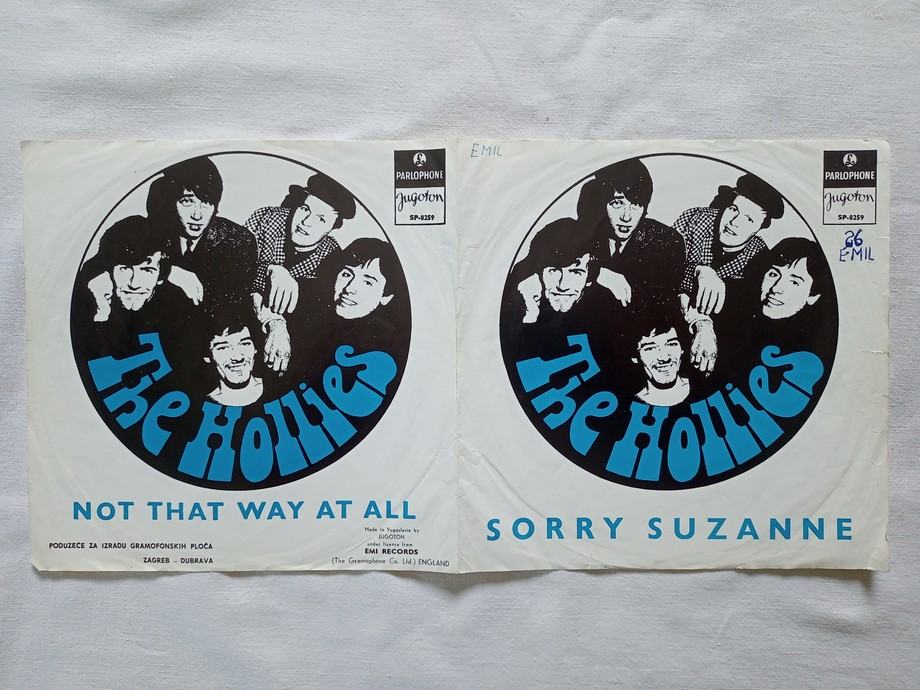 PARLOPHONE
Jugoton
SP-8259
The Hollies
NOT THAT WAY AT ALL
PODUZEĆE ZA IZRADU GRAMOFONSKIH PLOČA
ZAGREB – DUBRAVA
Made in Yugoslavia by
JUGOTON
under licence from
EMI RECORDS
(The Gramophone Co. Ltd.) ENGLAND
EMIL
PARLOPHONE
Jugoton
SP-8259
26
EMIL
The Hollies
SORRY SUZANNE